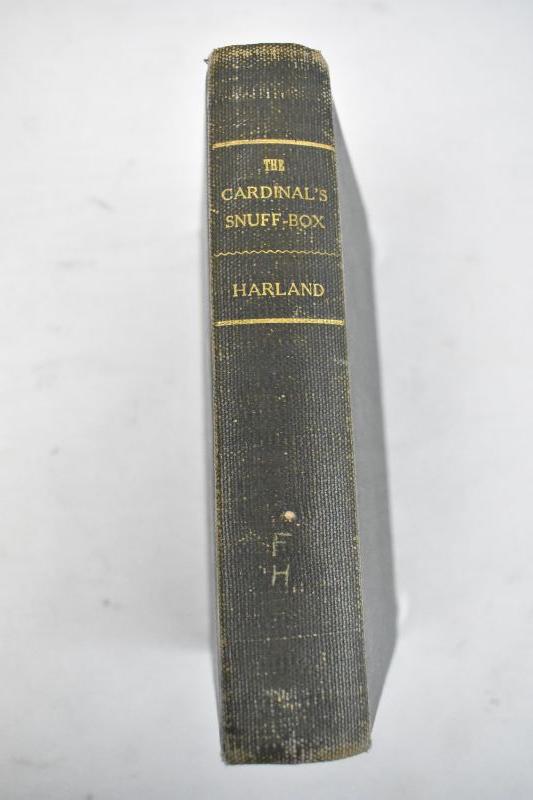 THE
CARDINAL'S
SNUFF-BOX
HARLAND
F
H